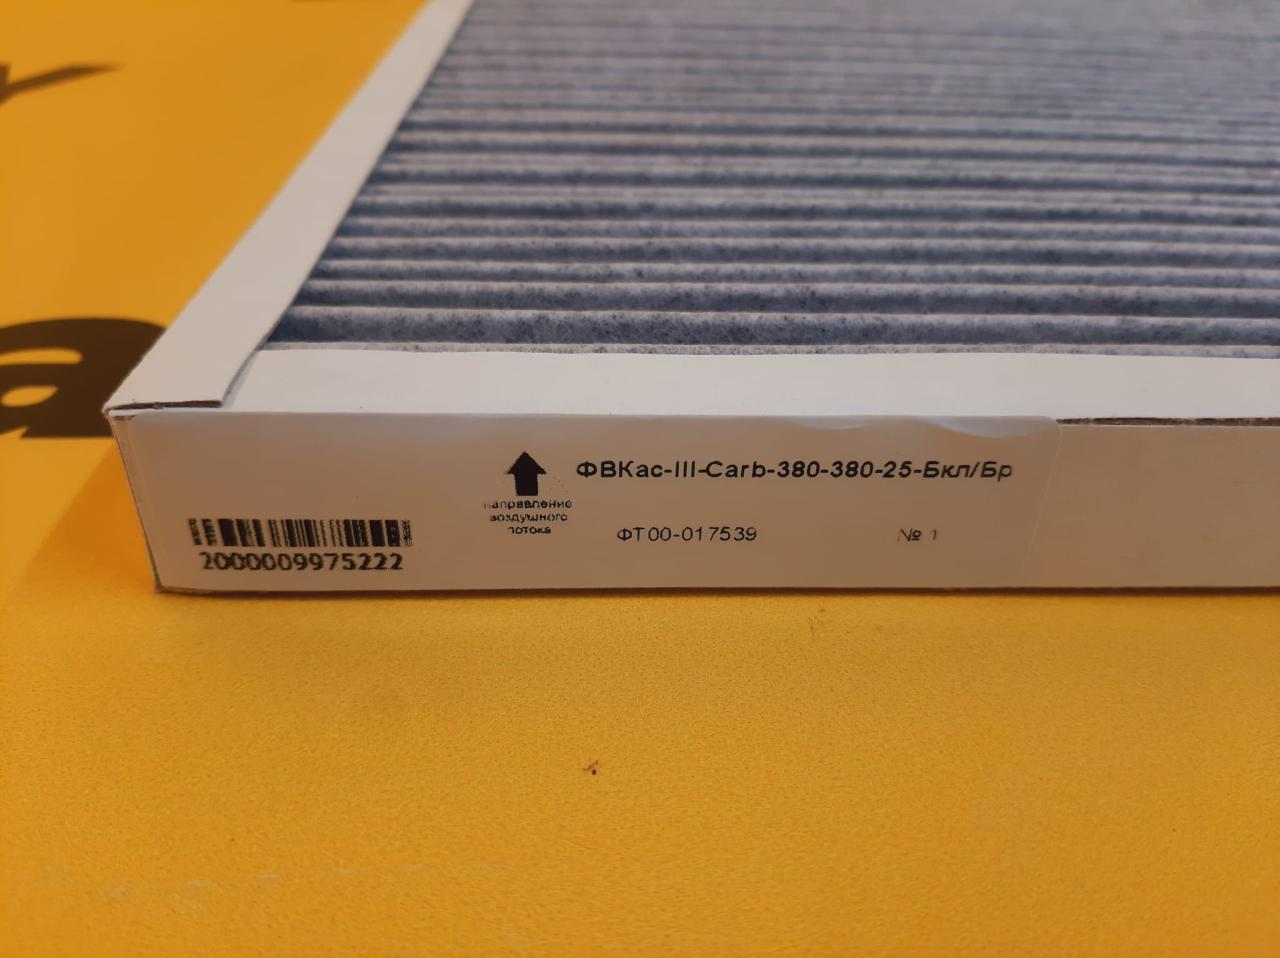 ФВКас-III-Carb-380-380-25-Бкл/Бр
направление
воздушного
потока
ФТ00-017539 № 1
2000009975222